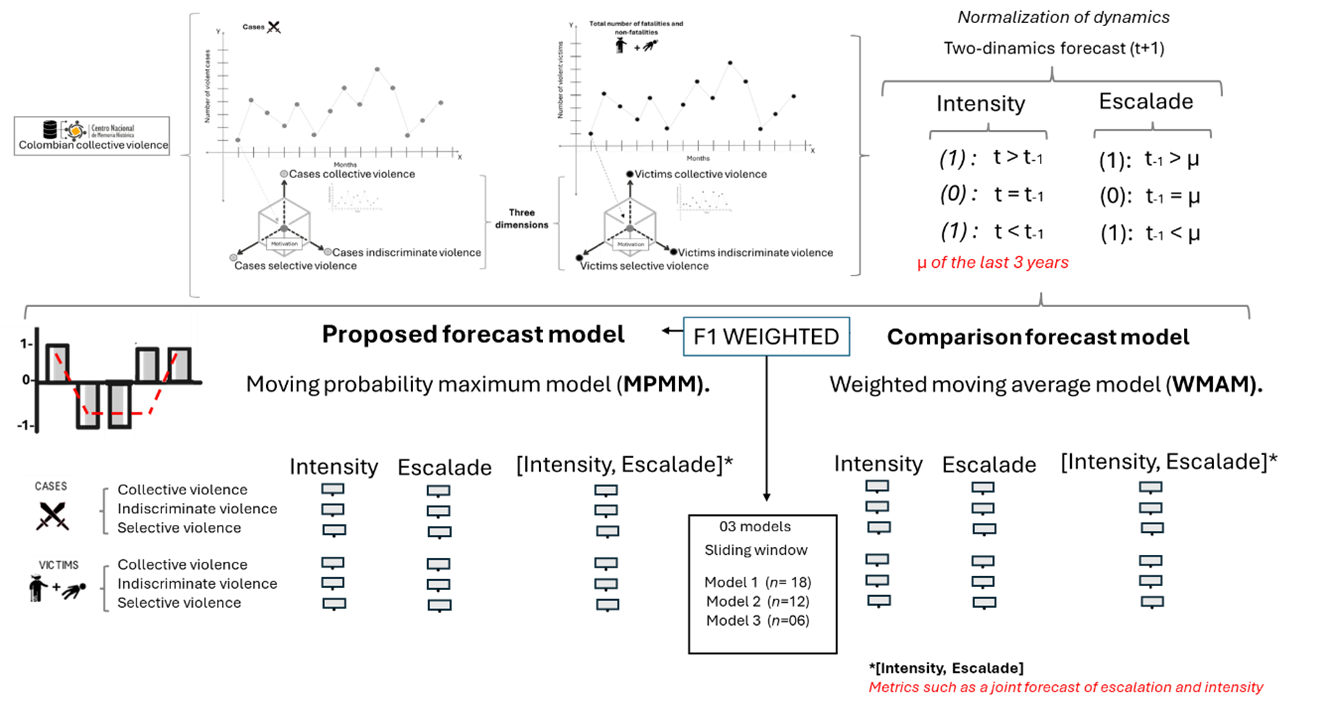 Centro Nacional
de Memoria Histórica
Colombian collective violence
Cases
Y
Number of violent cases
Months
X
Cases collective violence
Motivation
Cases indiscriminate violence
Cases selective violence
Three
dimensions
Total number of fatalities and
non-fatalities
+
Y
Number of violent victims
Months
X
Victims collective violence
Motivation
Victims indiscriminate violence
Victims selective violence
Normalization of dynamics
Two-dinamics forecast (t+1)
Intensity
(1) : t > t-1
(0) : t = t-1
(1) : t < t-1
Escalade
(1): t-1 > μ
(0): t-1 = μ
(1): t-1 < μ
μ of the last 3 years
1-
0-
-1-
Proposed forecast model
F1 WEIGHTED
Comparison forecast model
Moving probability maximum model (MPMM).
Weighted moving average model (WMAM).
Intensity Escalade [Intensity, Escalade]*
Intensity Escalade [Intensity, Escalade]*
CASES
Collective violence
Indiscriminate violence
Selective violence
VICTIMS
+
Collective violence
Indiscriminate violence
Selective violence
03 models
Sliding window
Model 1 (n= 18)
Model 2 (n=12)
Model 3 (n=06)
*[Intensity, Escalade]
Metrics such as a joint forecast of escalation and intensity